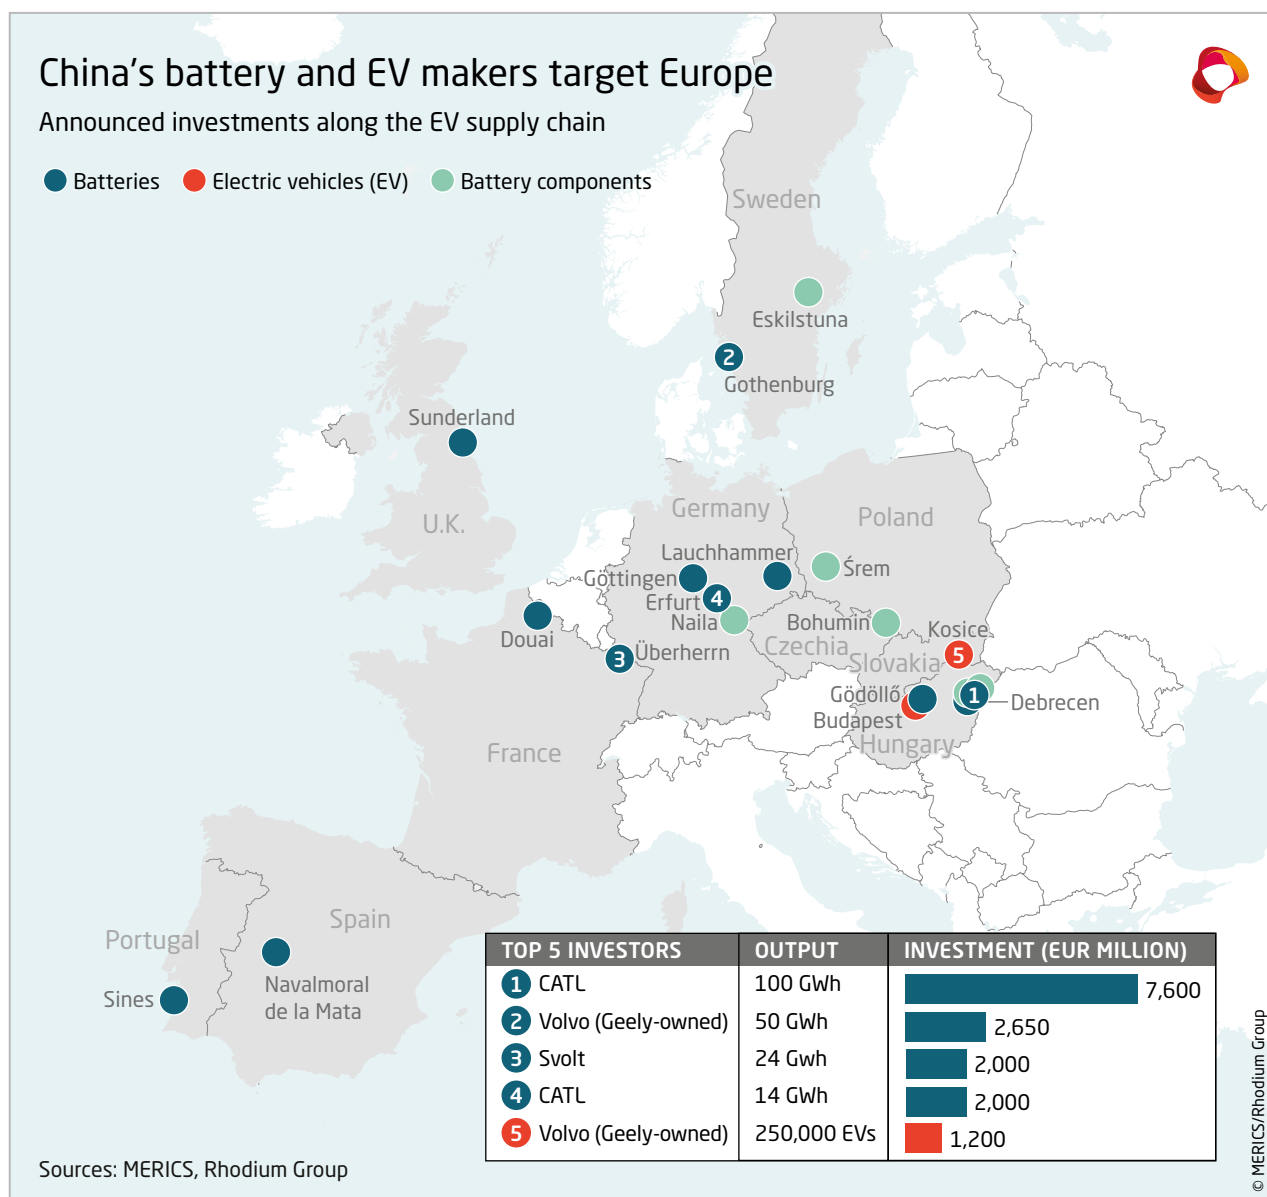 China's battery and EV makers target Europe
Announced investments along the EV supply chain
Batteries
Electric vehicles (EV)
Battery components
Sweden
Eskilstuna
2
Gothenburg
Sunderland
U.K.
Germany
Poland
Lauchhammer
Göttingen
Śrem
Erfurt
4
Naila
Bohumin
Kosice
Douai
Czechia
3
Überherrn
Slovakia
5
Gödöllő
1
Debrecen
Budapest
Hungary
France
Spain
Portugal
Sines
Navalmoral
de la Mata
TOP 5 INVESTORS OUTPUT INVESTMENT (EUR MILLION)
1 CATL 100 GWh 7,600
2 Volvo (Geely-owned) 50 GWh 2,650
3 Svolt 24 Gwh 2,000
4 CATL 14 GWh 2,000
5 Volvo (Geely-owned) 250,000 EVs 1,200
Sources: MERICS, Rhodium Group
© MERICS/Rhodium Group